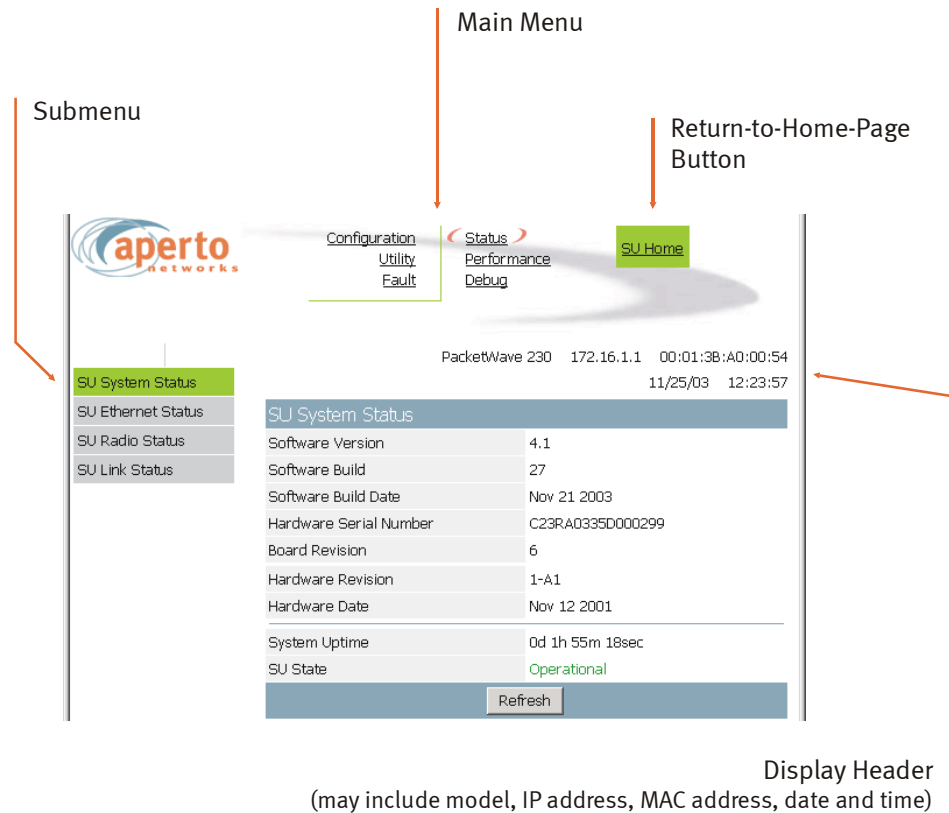 Main Menu
Submenu
Return-to-Home-Page
Button
aperto
networks
Configuration Status
Utility Performance
Fault Debug
SU Home
PacketWave 230 172.16.1.1 00:01:3B:A0:00:54
11/25/03 12:23:57
SU System Status
SU Ethernet Status
SU Radio Status
SU Link Status
SU System Status
Software Version 4.1
Software Build 27
Software Build Date Nov 21 2003
Hardware Serial Number C23RA0335D000299
Board Revision 6
Hardware Revision 1-A1
Hardware Date Nov 12 2001
System Uptime 0d 1h 55m 18sec
SU State Operational
Refresh
Display Header
(may include model, IP address, MAC address, date and time)